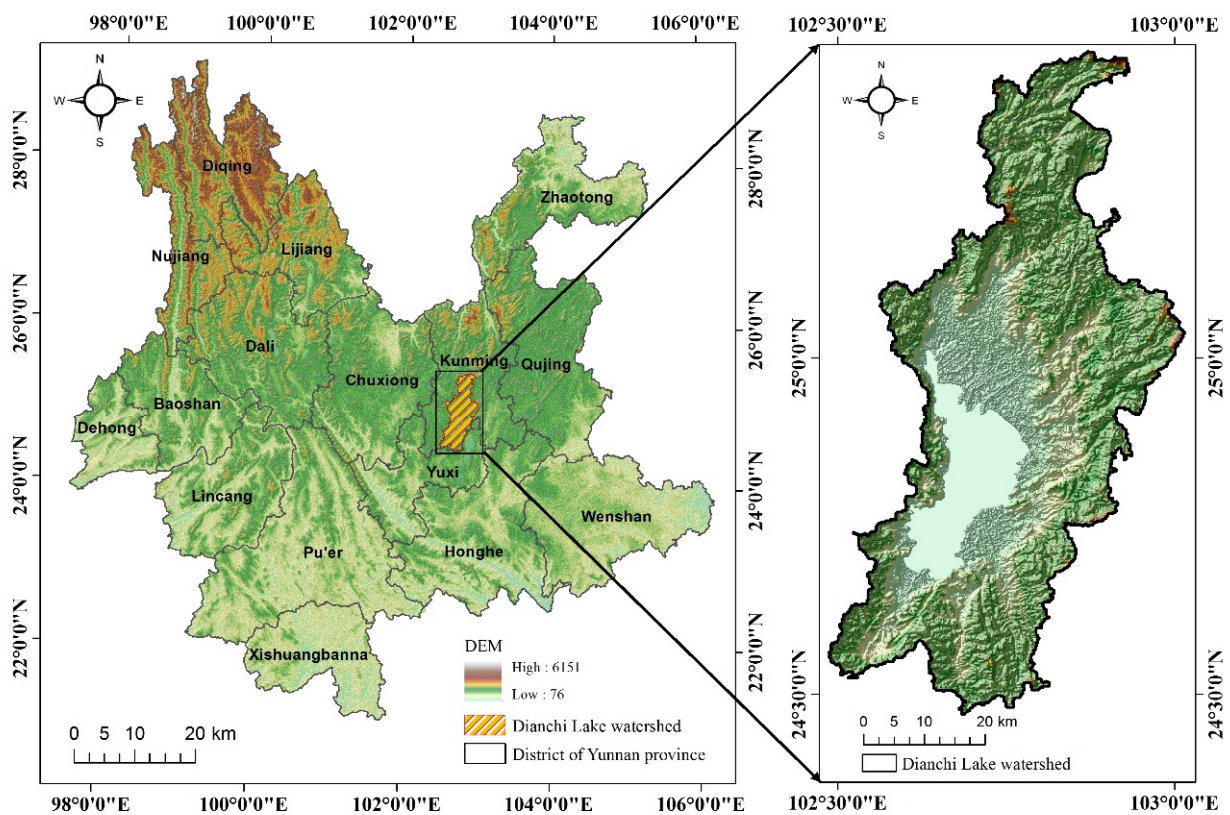 98°0'0"E 100°0'0"E 102°0'0"E 104°0'0"E 106°0'0"E
102°30'0"E 103°0'0"E
N
W E
S
N
W E
S
28°0'0"N
26°0'0"N
24°0'0"N
22°0'0"N
28°0'0"N
26°0'0"N
24°0'0"N
22°0'0"N
25°0'0"N
24°30'0"N
25°0'0"N
24°30'0"N
Diqing
Zhaotong
Nujiang
Lijiang
Dali
Kunming
Qujing
Chuxiong
Baoshan
Dehong
Yuxi
Lincang
Wenshan
Pu'er
Honghe
Xishuangbanna
DEM
High : 6151
Low : 76
Dianchi Lake watershed
District of Yunnan province
0 5 10 20 km
0 5 10 20 km
Dianchi Lake watershed
98°0'0"E 100°0'0"E 102°0'0"E 104°0'0"E 106°0'0"E
102°30'0"E 103°0'0"E